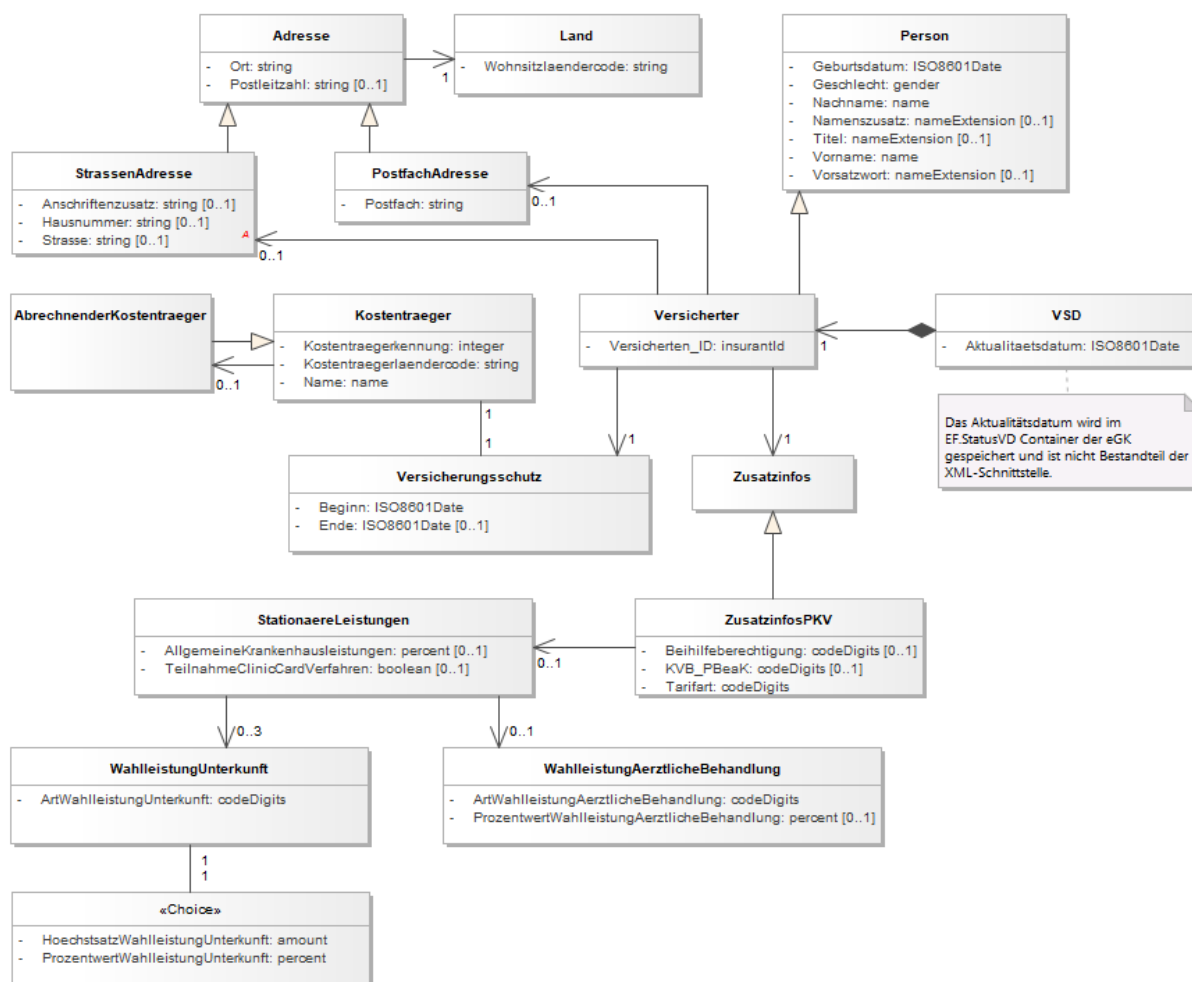 Adresse
- Ort: string
- Postleitzahl: string [0..1]
1
Land
- Wohnsitzlaendercode: string
Person
- Geburtsdatum: ISO8601Date
- Geschlecht: gender
- Nachname: name
- Namenszusatz: nameExtension [0..1]
- Titel: nameExtension [0..1]
- Vorname: name
- Vorsatzwort: nameExtension [0..1]
StrassenAdresse
- Anschriftenzusatz: string [0..1]
- Hausnummer: string [0..1]
- Strasse: string [0..1]
A
0..1
PostfachAdresse
- Postfach: string
0..1
AbrechnenderKostentraeger
0..1
Kostentraeger
- Kostentraegerkennung: integer
- Kostentraegerlaendercode: string
- Name: name
1
1
Versicherter
- Versicherten_ID: insurantId
1
VSD
- Aktualitaetsdatum: ISO8601Date
Das Aktualitätsdatum wird im
EF.StatusVD Container der eGK
gespeichert und ist nicht Bestandteil der
XML-Schnittstelle.
1
1
Versicherungsschutz
- Beginn: ISO8601Date
- Ende: ISO8601Date [0..1]
Zusatzinfos
StationaereLeistungen
- AllgemeineKrankenhausleistungen: percent [0..1]
- TeilnahmeClinicCardVerfahren: boolean [0..1]
0..1
ZusatzinfosPKV
- Beihilfeberechtigung: codeDigits [0..1]
- KVB_PBeaK: codeDigits [0..1]
- Tarifart: codeDigits
0..3
0..1
WahlleistungUnterkunft
- ArtWahlleistungUnterkunft: codeDigits
WahlleistungAerztlicheBehandlung
- ArtWahlleistungAerztlicheBehandlung: codeDigits
- ProzentwertWahlleistungAerztlicheBehandlung: percent [0..1]
1
1
«Choice»
- HoechstsatzWahlleistungUnterkunft: amount
- ProzentwertWahlleistungUnterkunft: percent